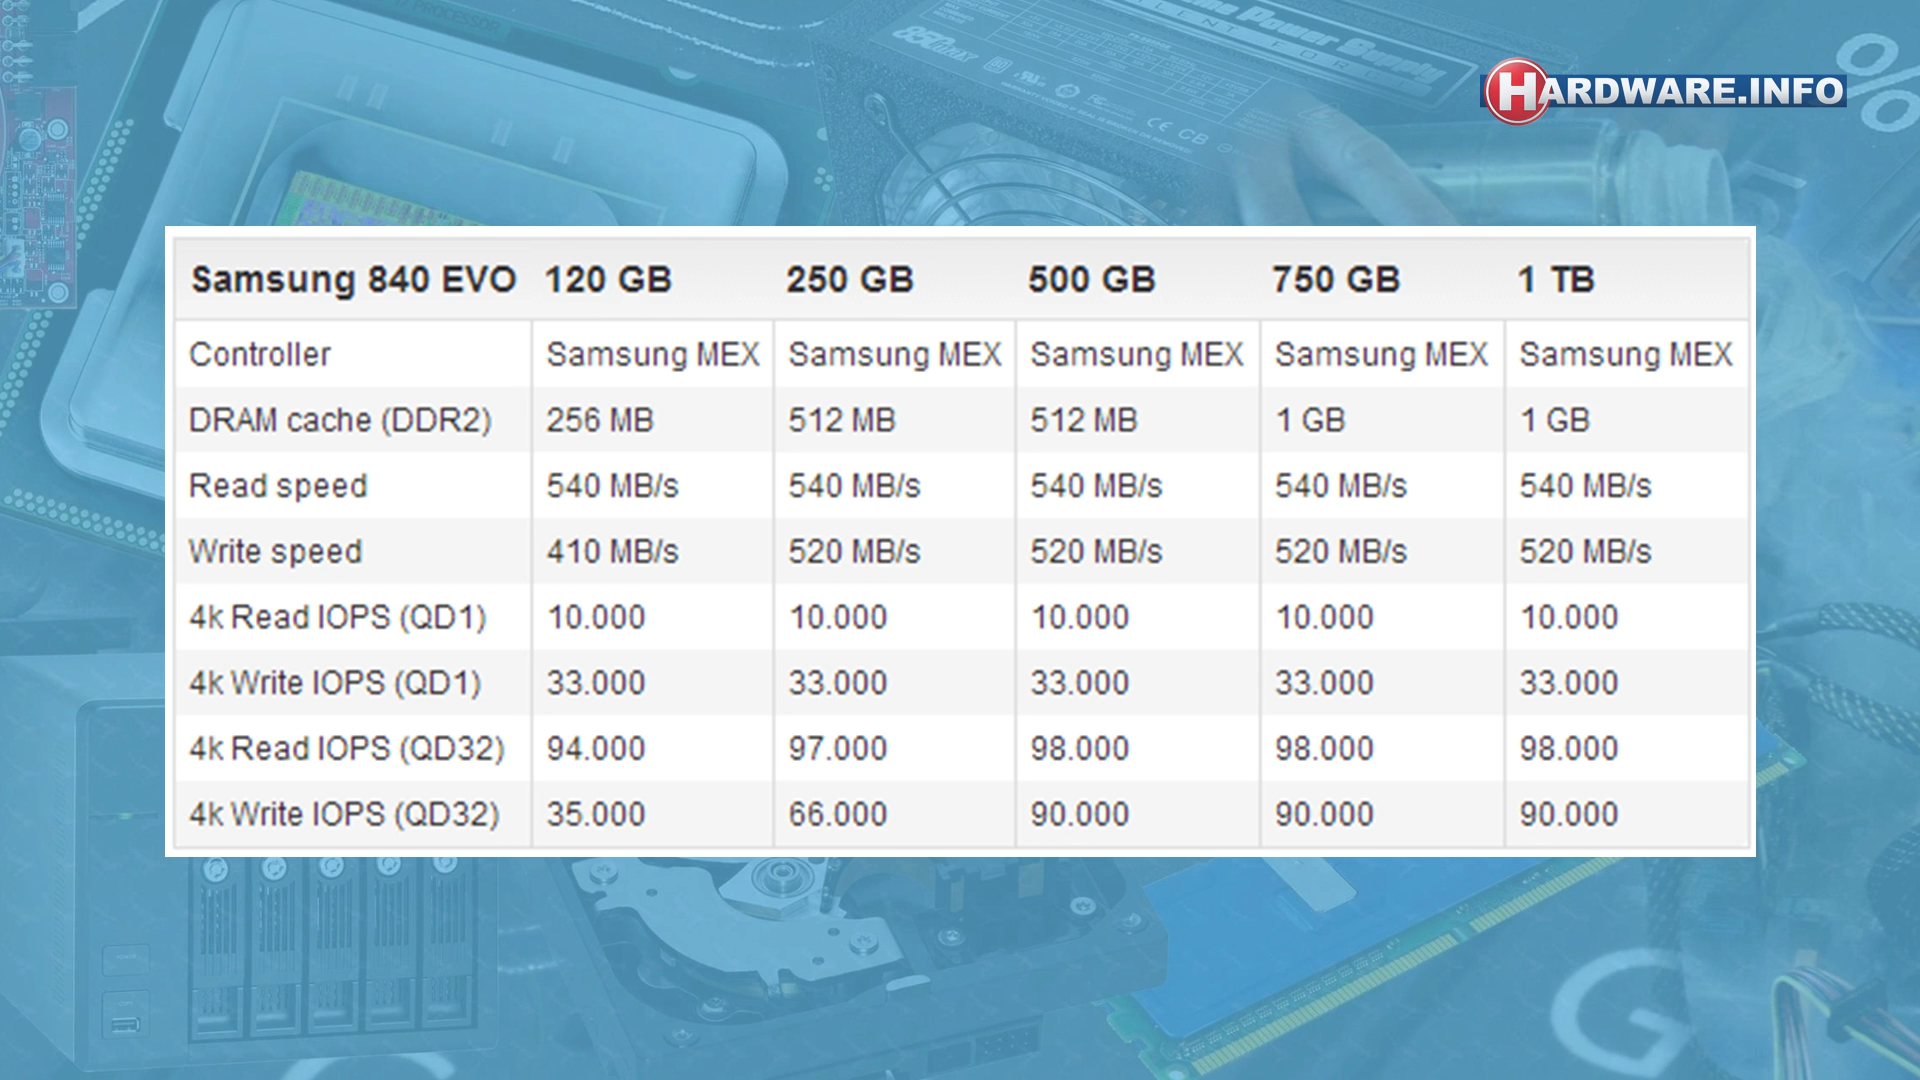 HARDWARE.INFO
Samsung 840 EVO 120 GB 250 GB 500 GB 750 GB 1 TB
Controller Samsung MEX Samsung MEX Samsung MEX Samsung MEX Samsung MEX
DRAM cache (DDR2) 256 MB 512 MB 512 MB 1 GB 1 GB
Read speed 540 MB/s 540 MB/s 540 MB/s 540 MB/s 540 MB/s
Write speed 410 MB/s 520 MB/s 520 MB/s 520 MB/s 520 MB/s
4k Read IOPS (QD1) 10.000 10.000 10.000 10.000 10.000
4k Write IOPS (QD1) 33.000 33.000 33.000 33.000 33.000
4k Read IOPS (QD32) 94.000 97.000 98.000 98.000 98.000
4k Write IOPS (QD32) 35.000 66.000 90.000 90.000 90.000